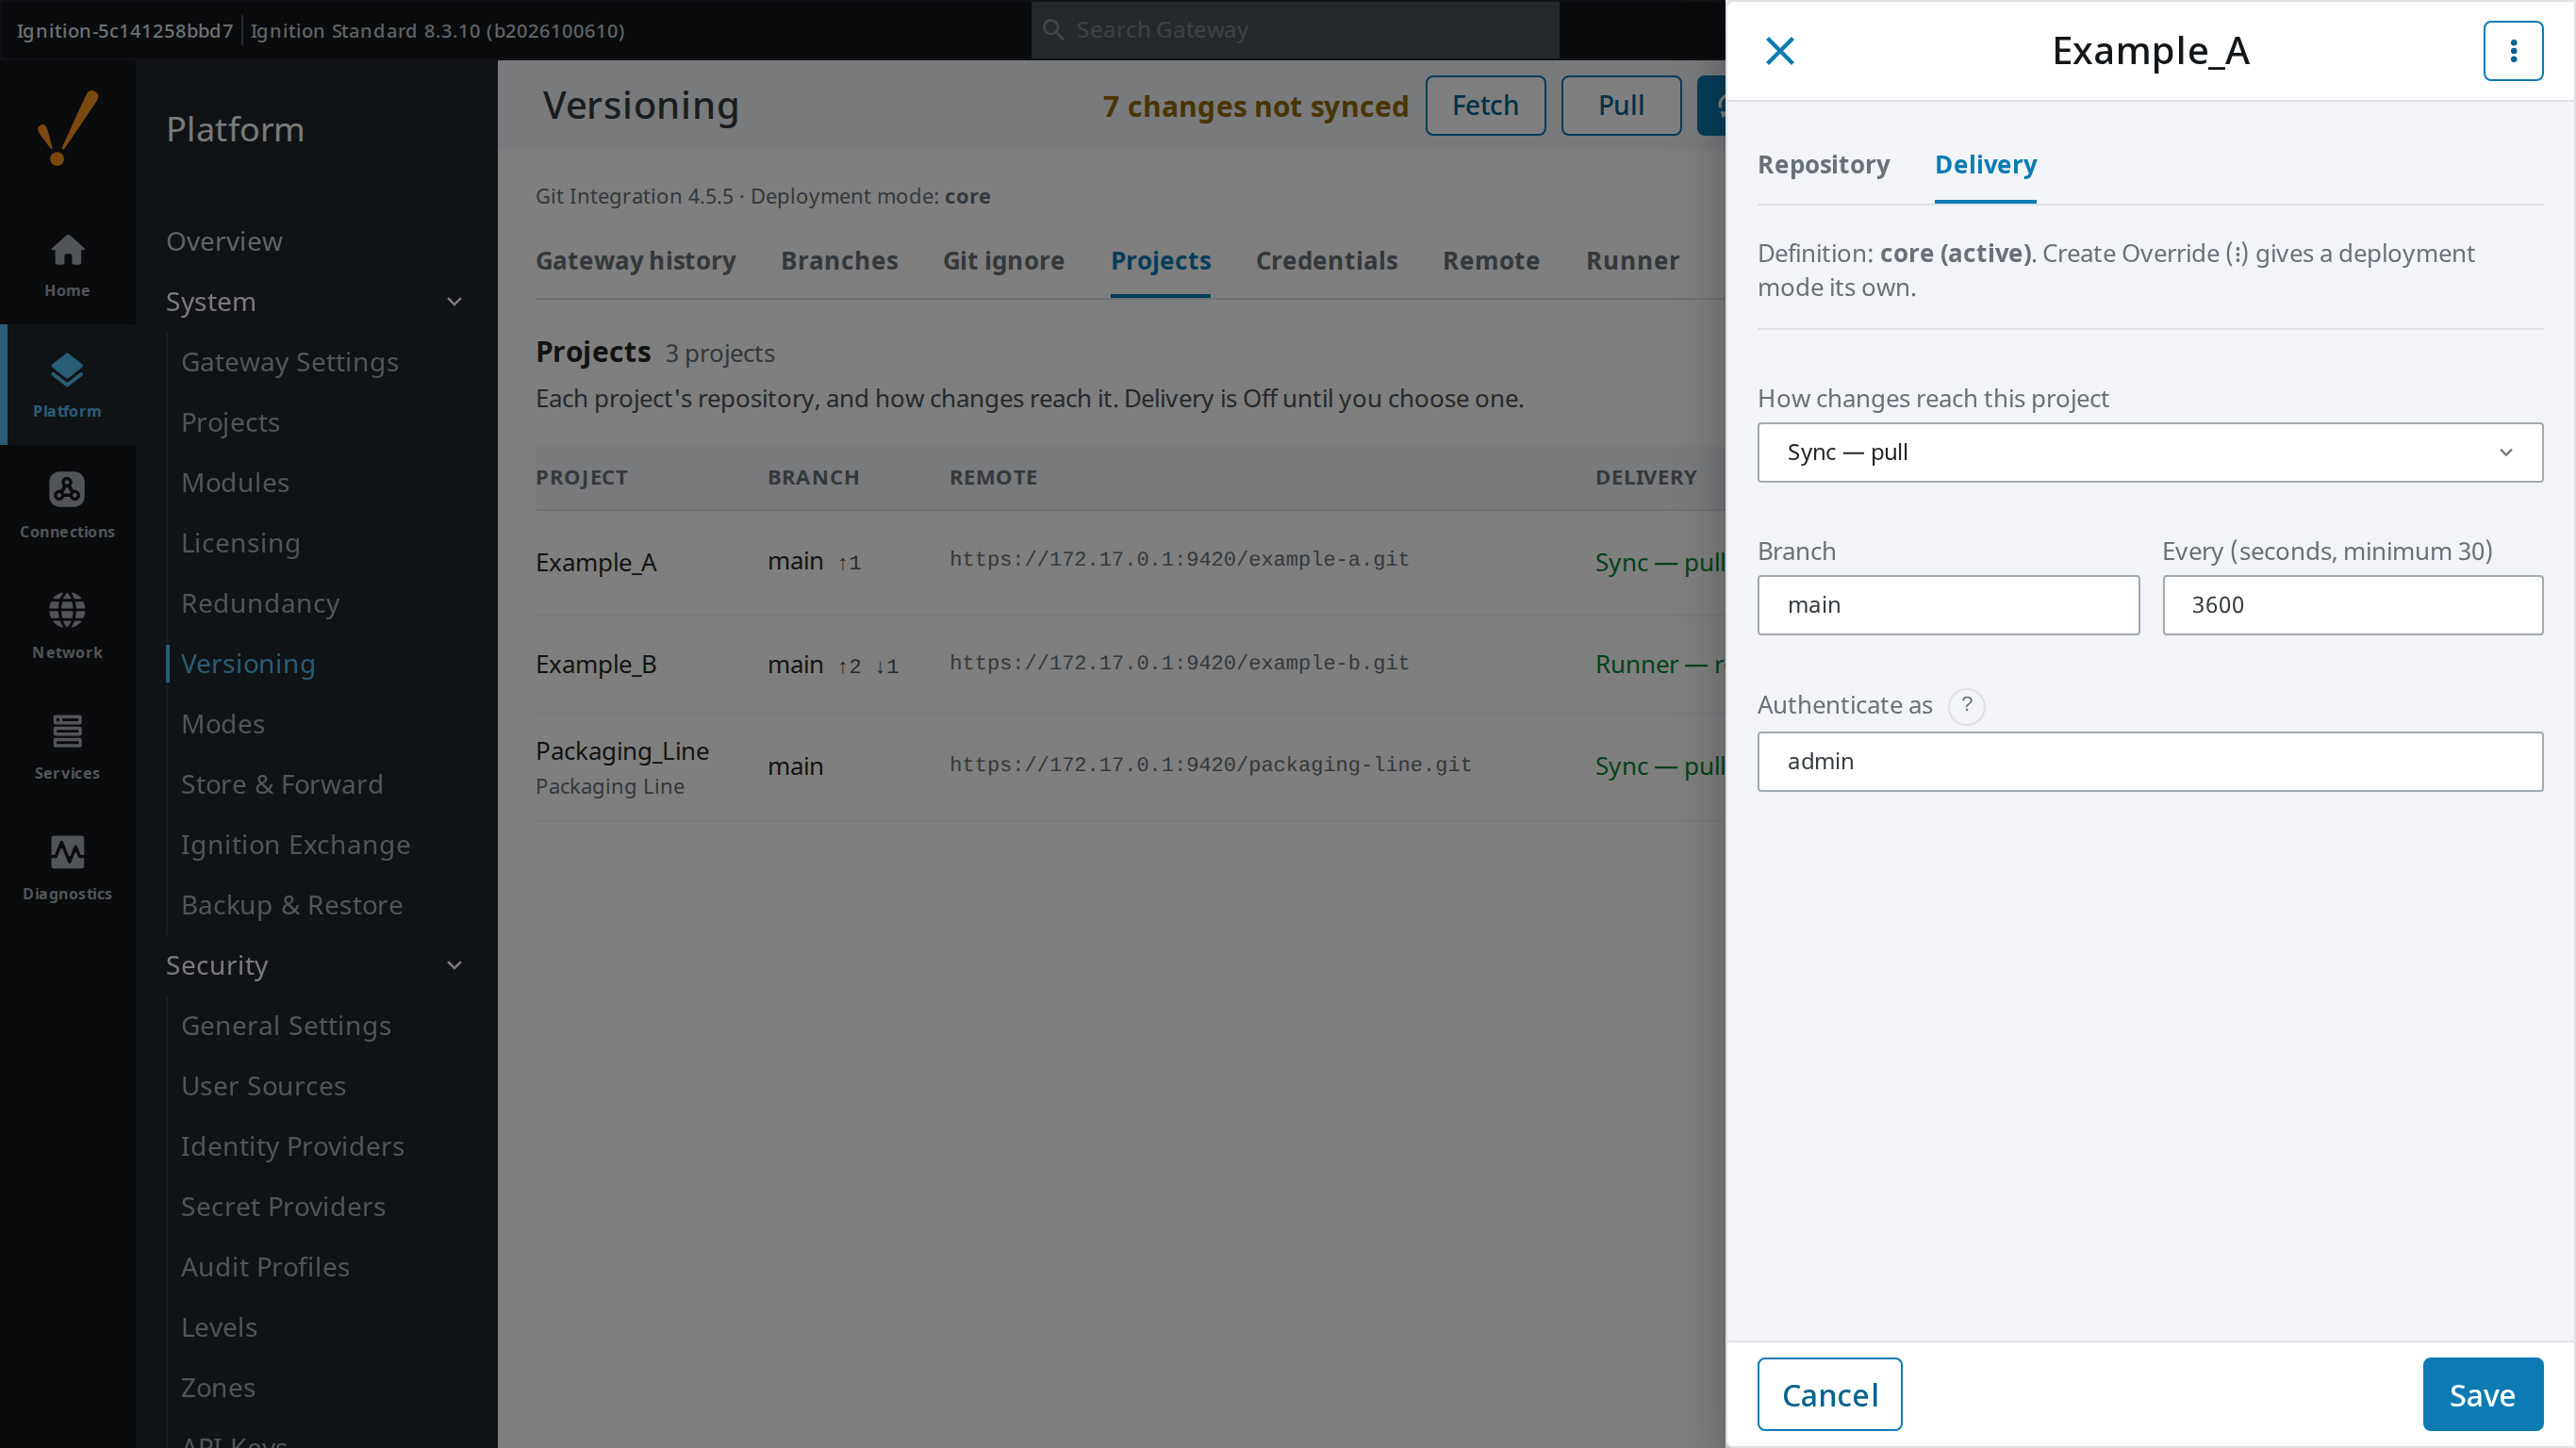 Ignition-5c141258bbd7 Ignition Standard 8.3.10 (b2026100610)
Search Gateway
Home
Platform
Connections
Network
Services
Diagnostics
Platform
Overview
System
Gateway Settings
Projects
Modules
Licensing
Redundancy
Versioning
Modes
Store & Forward
Ignition Exchange
Backup & Restore
Security
General Settings
User Sources
Identity Providers
Secret Providers
Audit Profiles
Levels
Zones
API Keys
Versioning
7 changes not synced Fetch Pull
Git Integration 4.5.5 · Deployment mode: core
Gateway history Branches Git ignore Projects Credentials Remote Runner
Projects 3 projects
Each project's repository, and how changes reach it. Delivery is Off until you choose one.
PROJECT BRANCH REMOTE DELIVERY
Example_A main ↑1 https://172.17.0.1:9420/example-a.git Sync — pull
Example_B main ↑2 ↓1 https://172.17.0.1:9420/example-b.git Runner —
Packaging_Line main https://172.17.0.1:9420/packaging-line.git Sync — pull
Packaging Line
Example_A
Repository Delivery
Definition: core (active). Create Override (⋮) gives a deployment
mode its own.
How changes reach this project
Sync — pull
Branch Every (seconds, minimum 30)
main 3600
Authenticate as ?
admin
Cancel Save